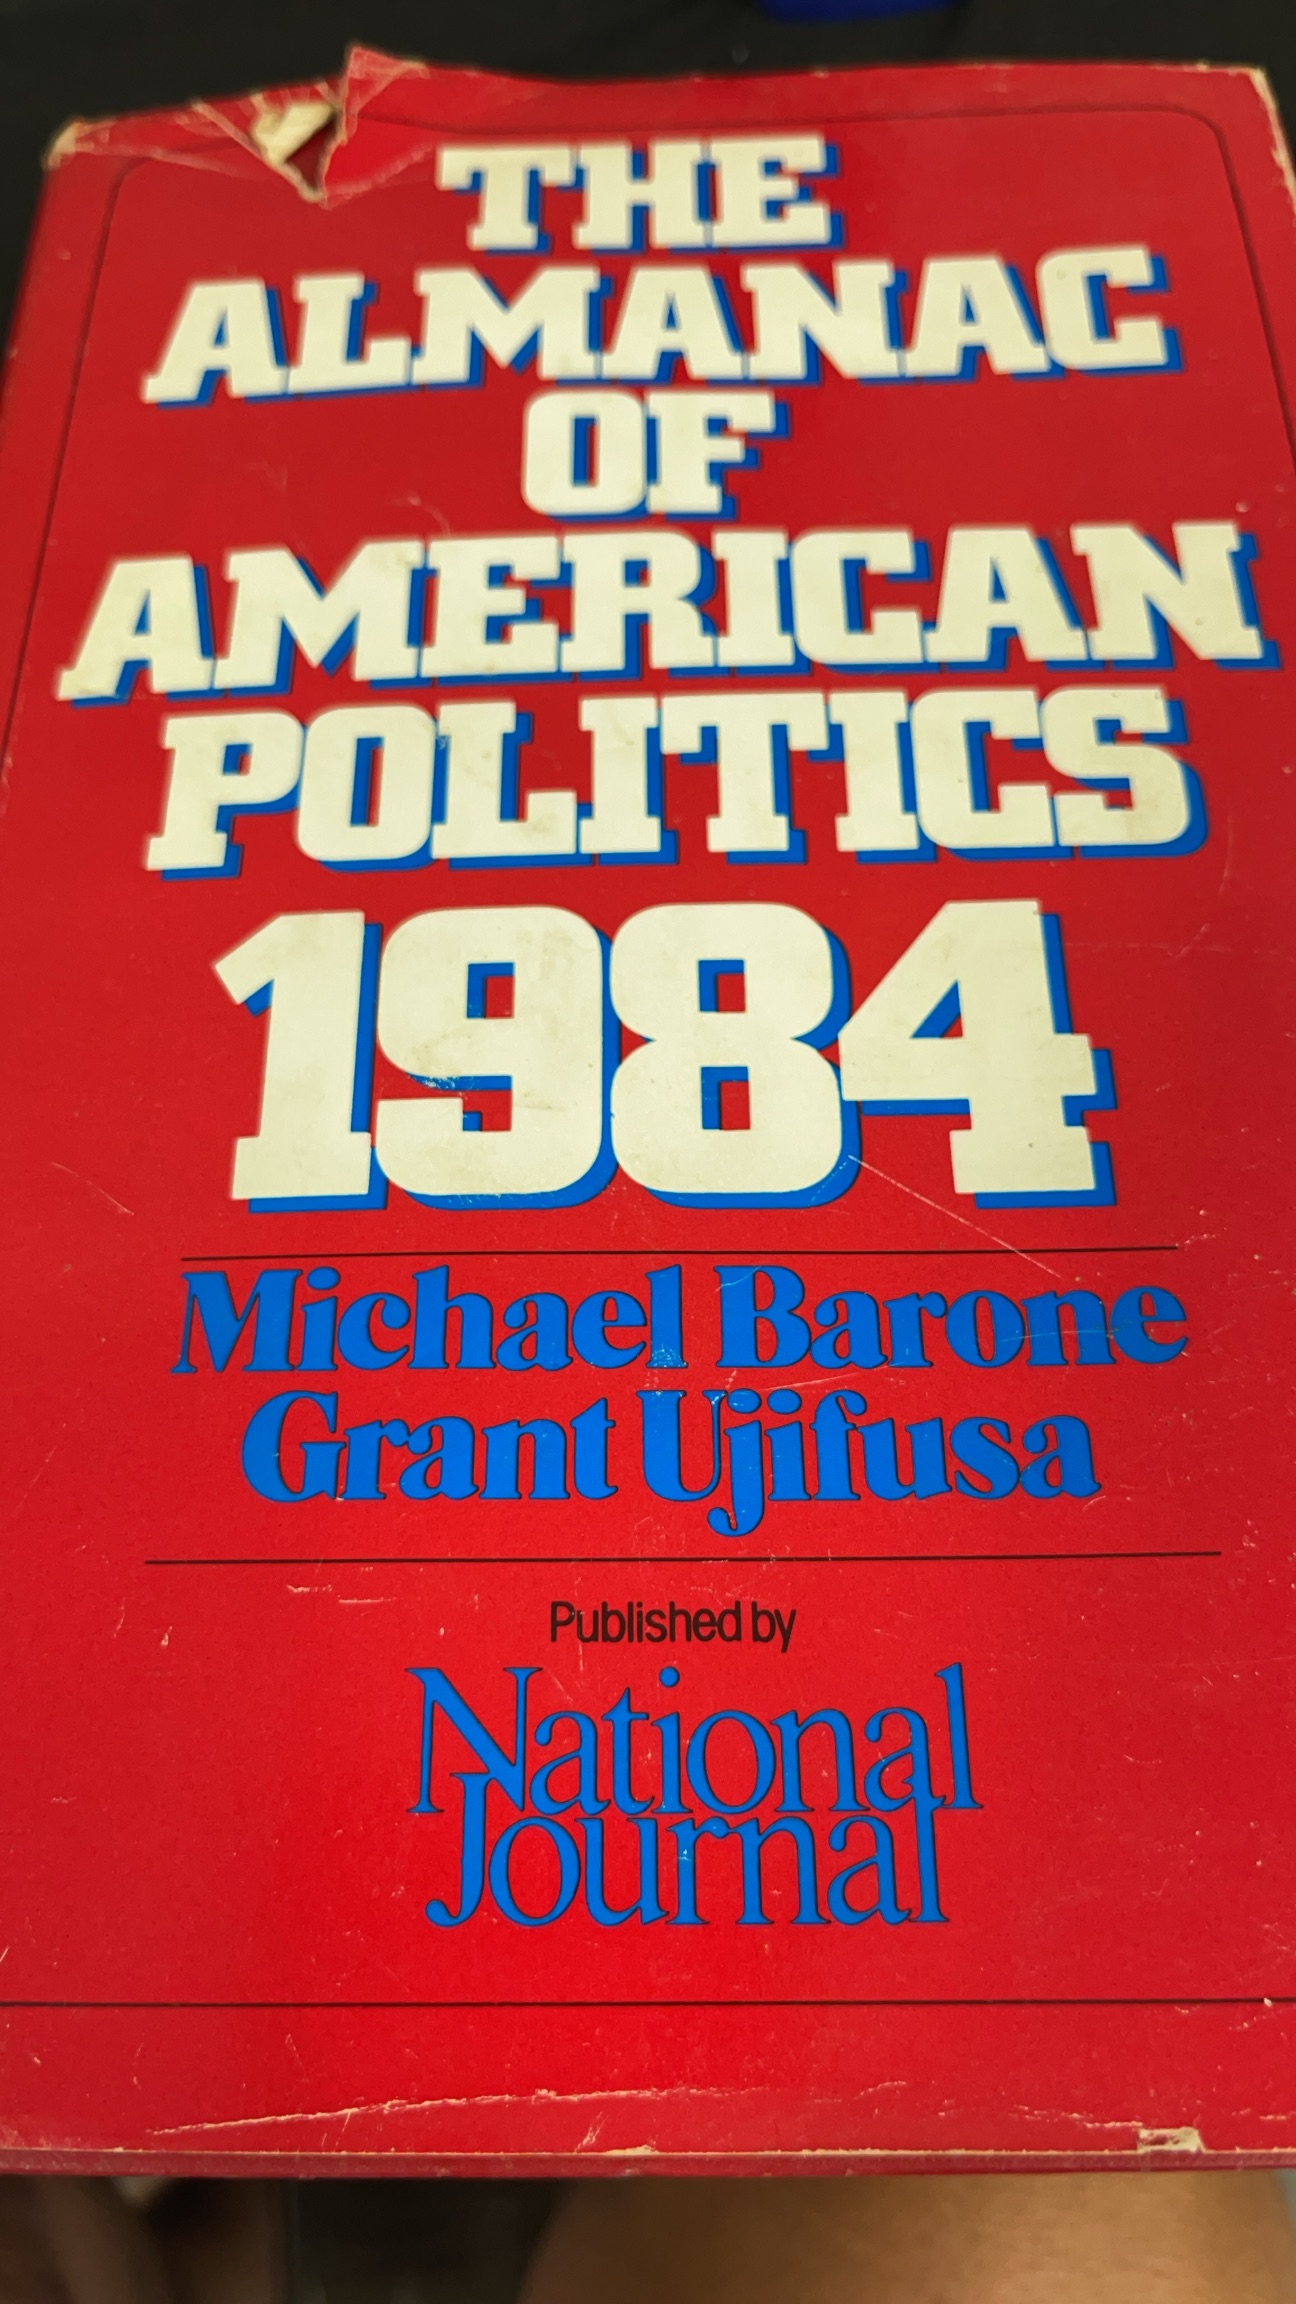 THE
ALMANAC
OF
AMERICAN
POLITICS
1984
Michael Barone
Grant Ujifusa
Published by
National
Journal